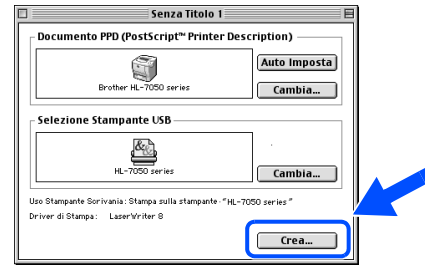 Senza Titolo 1
Documento PPD (PostScript™ Printer Description)
Auto Imposta
Brother HL-7050 series
Cambia...
Selezione Stampante USB
HL-7050 series
Cambia...
Uso Stampante Scrivania: Stampa sulla stampante "HL-7050 series"
Driver di Stampa: LaserWriter 8
Crea...